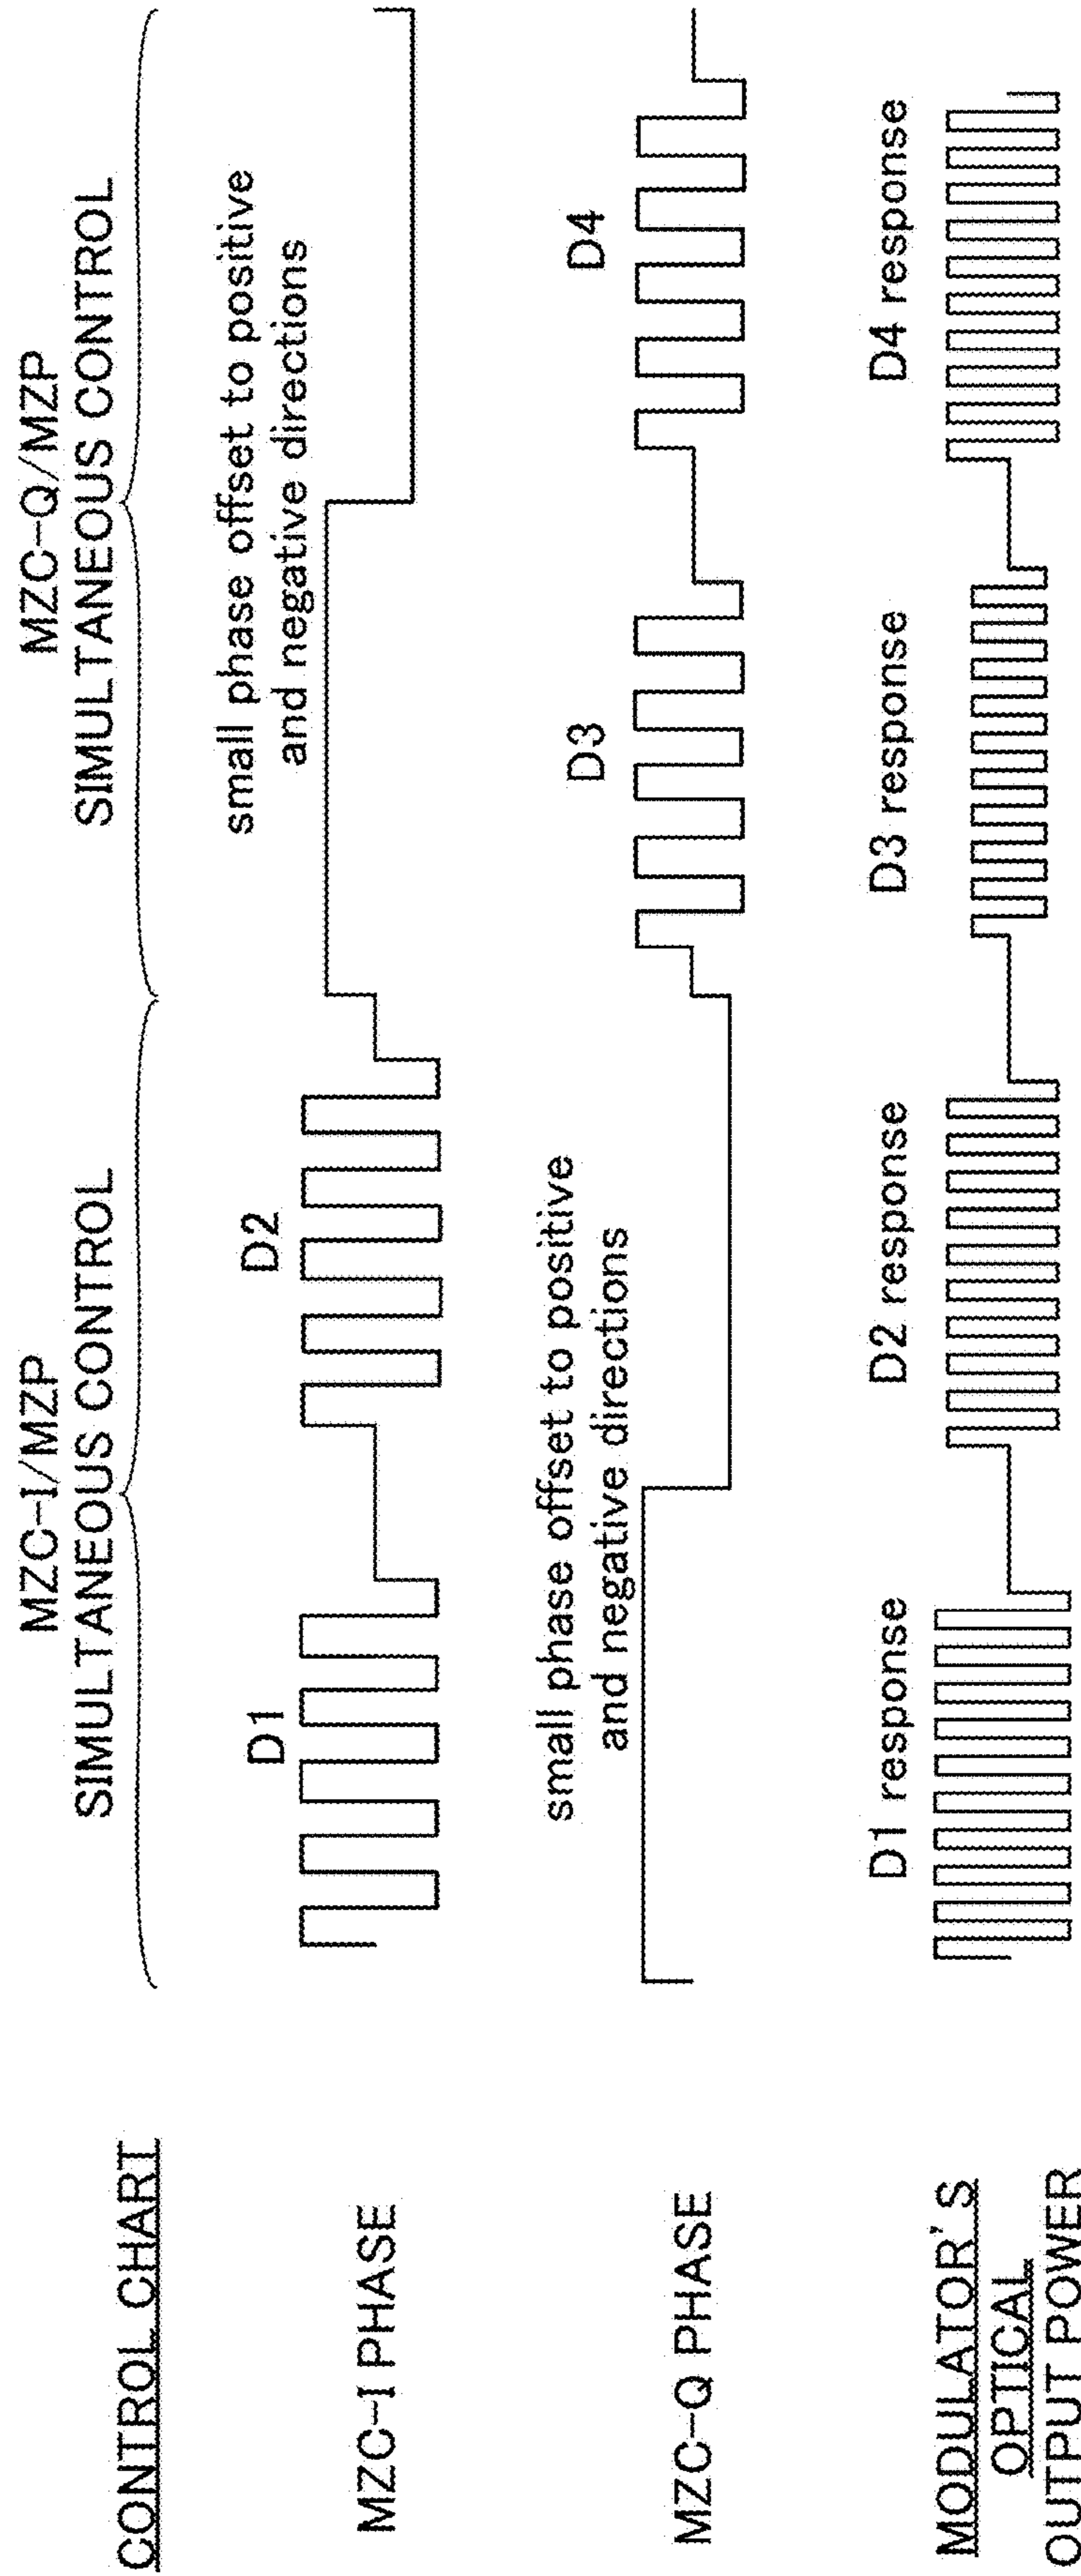 CONTROL CHART
MZC-I/MZP
SIMULTANEOUS CONTROL
MZC-Q/MZP
SIMULTANEOUS CONTROL
MZC-I PHASE
D1
D2
small phase offset to positive
and negative directions
MZC-Q PHASE
small phase offset to positive
and negative directions
D3
D4
MODULATOR'S
OPTICAL
OUTPUT POWER
D1 response
D2 response
D3 response
D4 response